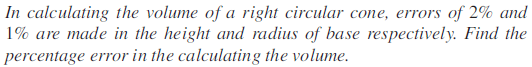 In calculating the volume of a right circular cone, errors of 2% and
1% are made in the height and radius of base respectively. Find the
percentage error in the calculating the volume.